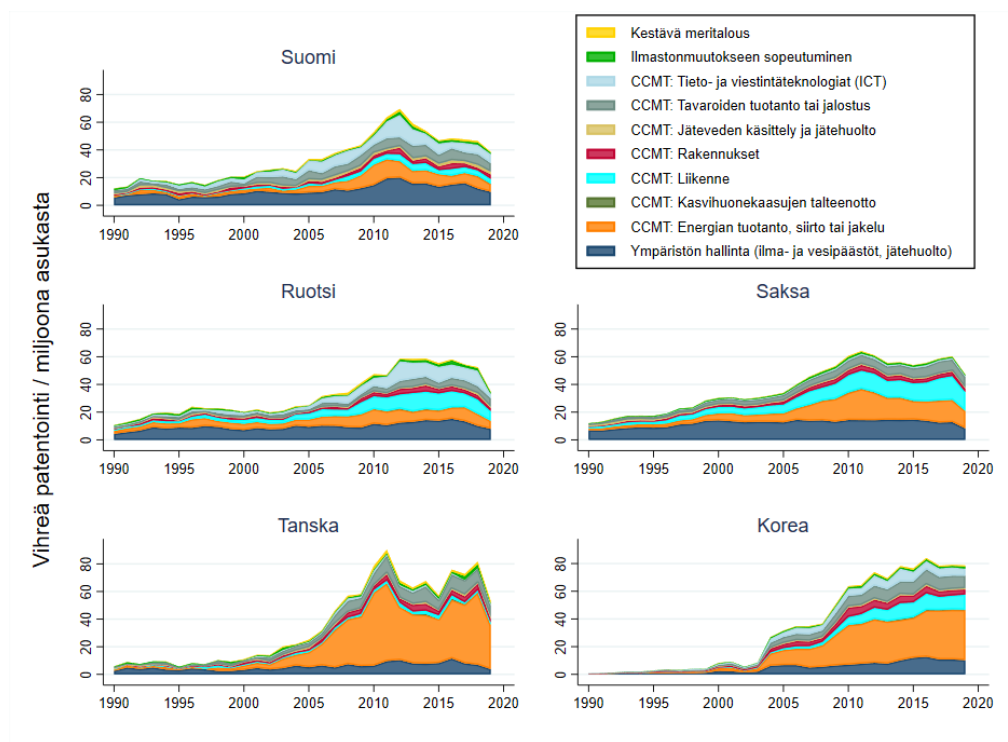 Kestävä meritalous
Ilmastonmuutokseen sopeutuminen
CCMT: Tieto- ja viestintäteknologiat (ICT)
CCMT: Tavaroiden tuotanto tai jalostus
CCMT: Jäteveden käsittely ja jätehuolto
CCMT: Rakennukset
CCMT: Liikenne
CCMT: Kasvihuonekaasujen talteenotto
CCMT: Energian tuotanto, siirto tai jakelu
Ympäristön hallinta (ilma- ja vesipäästöt, jätehuolto)
Vihreä patentointi / miljoona asukasta
Suomi
80
60
40
20
0
1990 1995 2000 2005 2010 2015 2020
Ruotsi
80
60
40
20
0
1990 1995 2000 2005 2010 2015 2020
Saksa
80
60
40
20
0
1990 1995 2000 2005 2010 2015 2020
Tanska
80
60
40
20
0
1990 1995 2000 2005 2010 2015 2020
Korea
80
60
40
20
0
1990 1995 2000 2005 2010 2015 2020